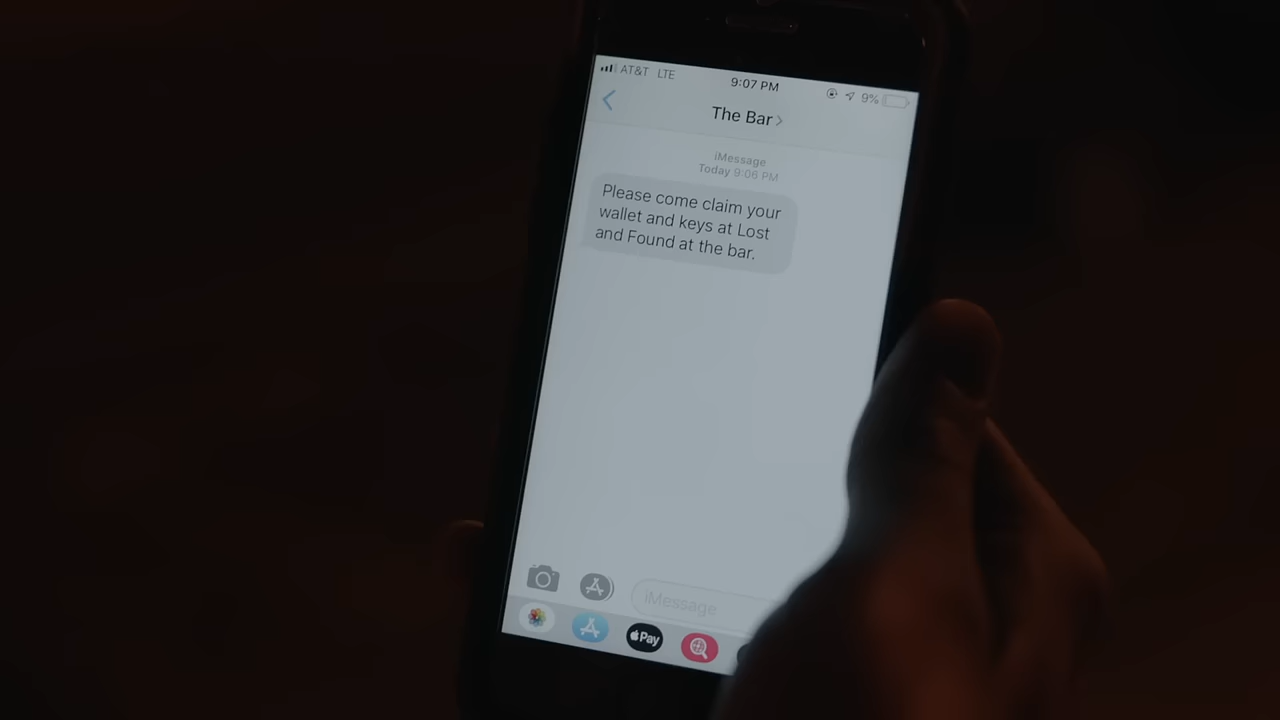 AT&T LTE 9:07 PM 9%
The Bar
iMessage
Today 9:06 PM
Please come claim your
wallet and keys at Lost
and Found at the bar.
iMessage
Pay